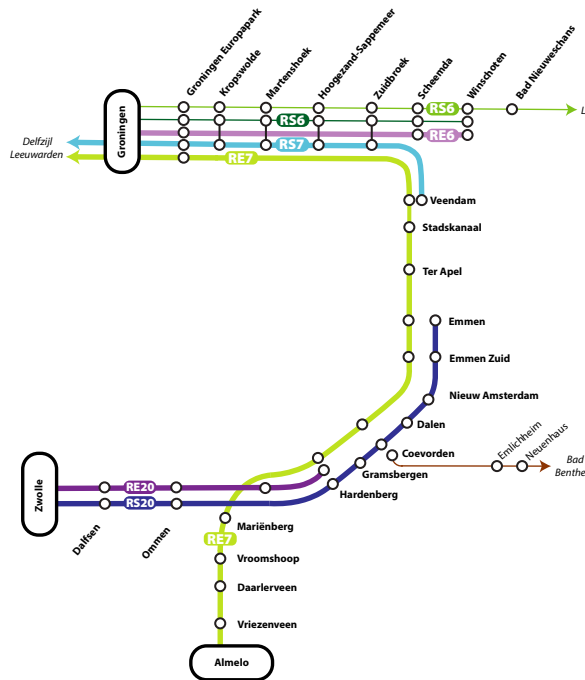 Groningen Europapark
Kropswolde
Martenshoek
Hoogezand-Sappemeer
Zuidbroek
Scheemda
Winschoten
Bad Nieuweschans
Groningen
RS6
L
RS6
RE6
Delfzijl
RS7
Leeuwarden
RE7
Veendam
Stadskanaal
Ter Apel
Emmen
Emmen Zuid
Nieuw Amsterdam
Dalen
Coevorden
Emlichheim
Neuenhaus
Bad
Benthe
Gramsbergen
Hardenberg
Zwolle
RE20
RS20
Dalfsen
Ommen
Mariënberg
RE7
Vroomshoop
Daarlerveen
Vriezenveen
Almelo